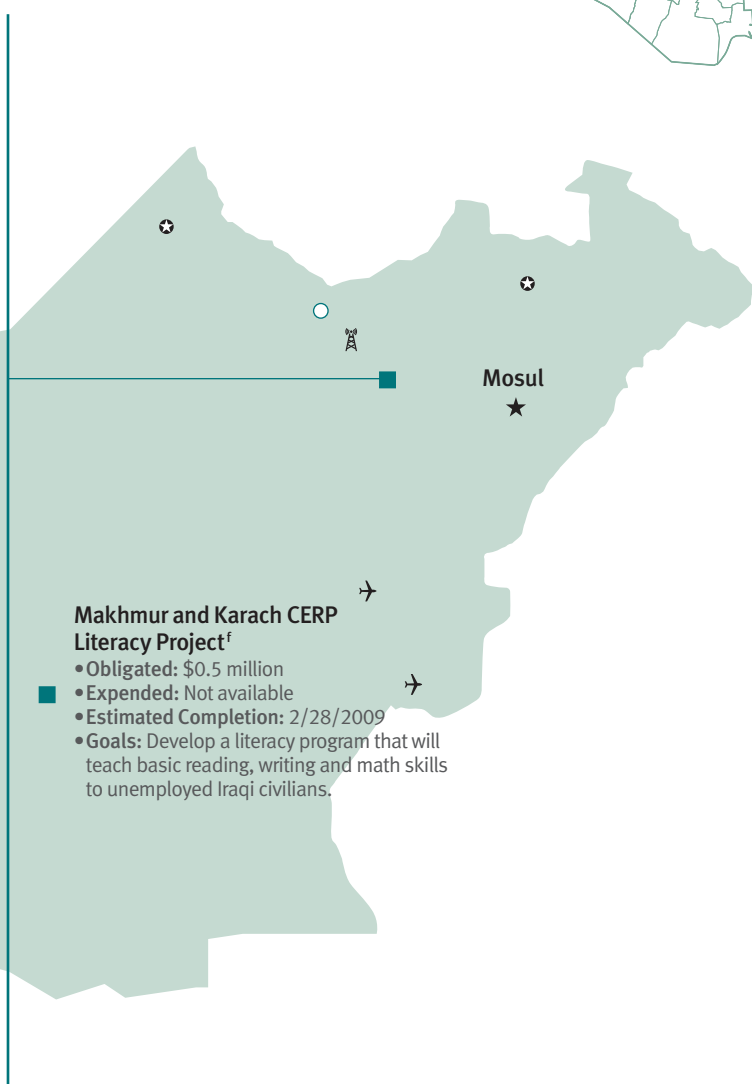 Mosul
Makhmur and Karach CERP
Literacy Project f
• Obligated: $0.5 million
• Expended: Not available
• Estimated Completion: 2/28/2009
• Goals: Develop a literacy program that will
teach basic reading, writing and math skills
to unemployed Iraqi civilians.